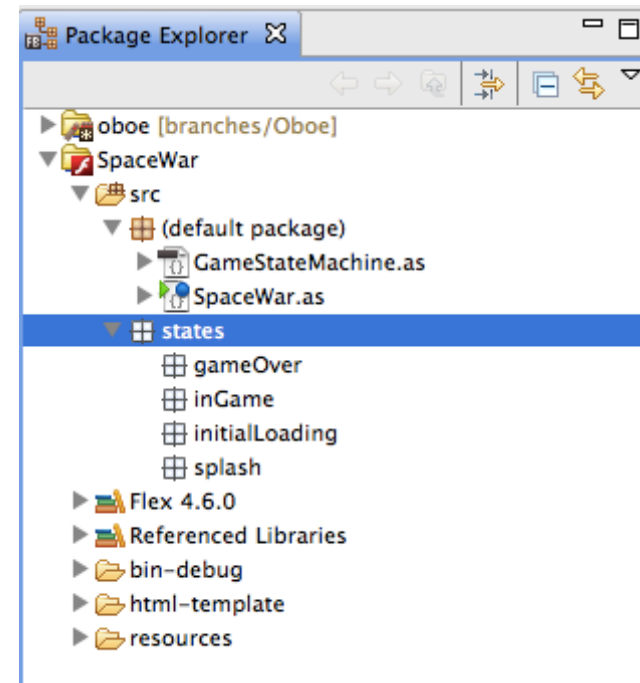 Package Explorer
oboe [branches/Oboe]
SpaceWar
src
(default package)
GameStateMachine.as
SpaceWar.as
states
gameOver
inGame
initialLoading
splash
Flex 4.6.0
Referenced Libraries
bin-debug
html-template
resources